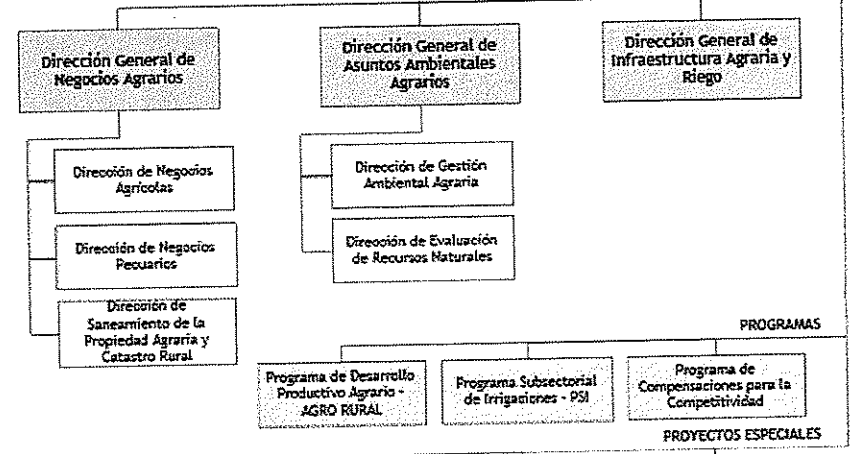 Dirección General de
Negocios Agrarios
Dirección General de
Asuntos Ambientales
Agrarios
Dirección General de
Infraestructura Agraria y
Riego
Dirección de Negocios
Agrícolas
Dirección de Negocios
Pecuarios
Dirección de
Saneamiento de la
Propiedad Agraria y
Catastro Rural
Dirección de Gestión
Ambiental Agraria
Dirección de Evaluación
de Recursos Naturales
PROGRAMAS
Programa de Desarrollo
Productivo Agrario -
AGRO RURAL
Programa Subsectorial
de Irrigaciones - PSI
Programa de
Compensaciones para la
Competitividad
PROYECTOS ESPECIALES